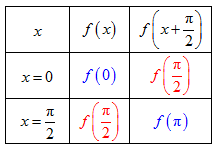 x f(x) f(x+π/2)
x=0 f(0) f(π/2)
x=π/2 f(π/2) f(π)